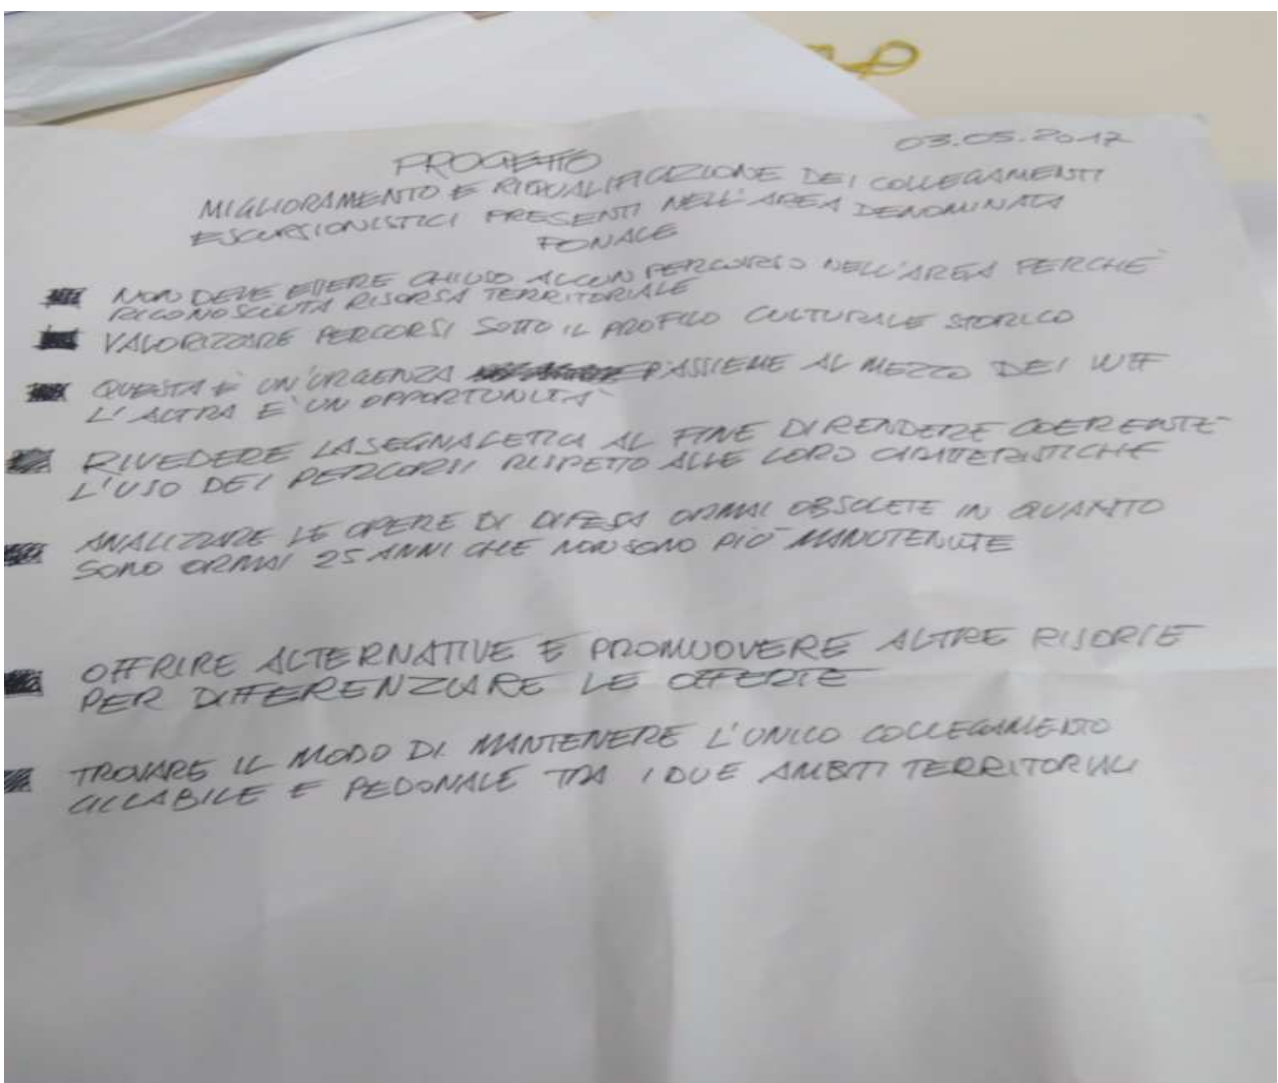 03.05.2017
PROGETTO
MIGLIORAMENTO E RIQUALIFICAZIONE DEI COLLEGAMENTI
ESCURSIONISTICI PRESENTI NELL'AREA DENOMINATA
FONALE
NON DEVE ESSERE CHIUSO ALCUN PERCORSO NELL'AREA PERCHÈ
RICONOSCIUTA RISORSA TERRITORIALE
VALORIZZARE PERCORSI SOTTO IL PROFILO CULTURALE STORICO
QUESTA È UN'URGENZA ASSIEME AL MEZZO DEI
L'ALTRA E' UN OPPORTUNITA'
RIVEDERE LA SEGNALETICA AL FINE DI RENDERE COERENTE
L'USO DEI PERCORSI RISPETTO ALLE LORO CARATTERISTICHE
ANALIZZARE LE OPERE DI DIFESA ORMAI OBSOLETE IN QUANTO
SONO ORMAI 25 ANNI CHE NON SONO PIÙ MANUTENUTE
OFFRIRE ALTERNATIVE E PROMUOVERE ALTRE RISORSE
PER DIFFERENZIARE LE OFFERTE
TROVARE IL MODO DI MANTENERE L'UNICO COLLEGAMENTO
CICLABILE E PEDONALE TRA I DUE AMBITI TERRITORIALI